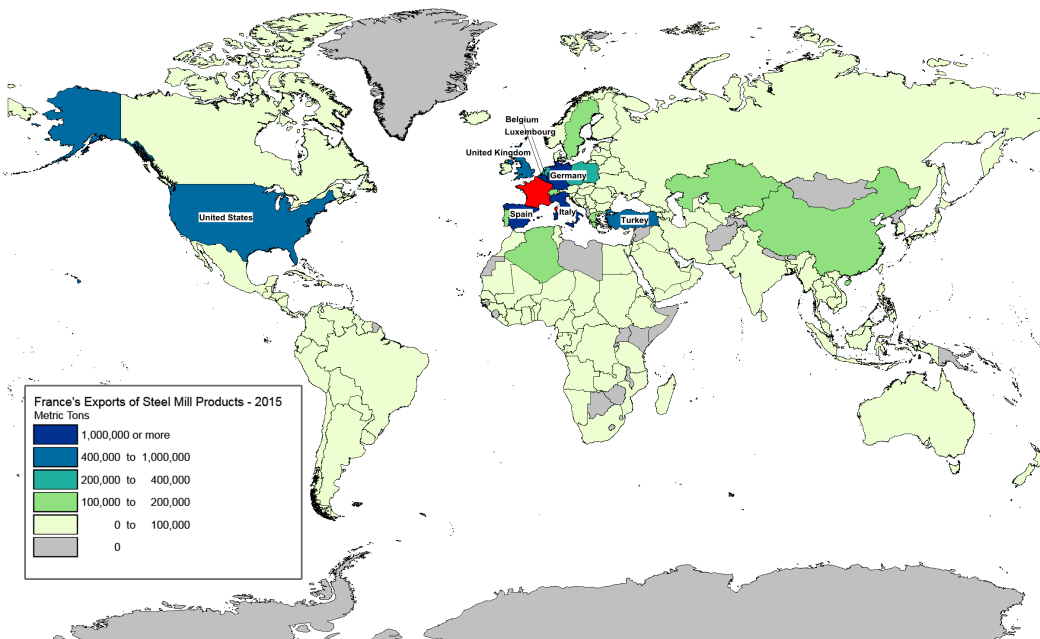 Belgium
Luxembourg
United Kingdom
Germany
United States
Spain
Italy
Turkey
France's Exports of Steel Mill Products - 2015
Metric Tons
1,000,000 or more
400,000 to 1,000,000
200,000 to 400,000
100,000 to 200,000
0 to 100,000
0